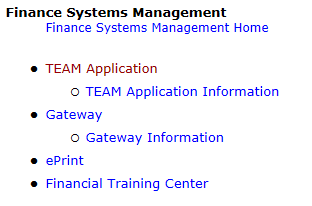 Finance Systems Management
Finance Systems Management Home
TEAM Application
TEAM Application Information
Gateway
Gateway Information
ePrint
Financial Training Center